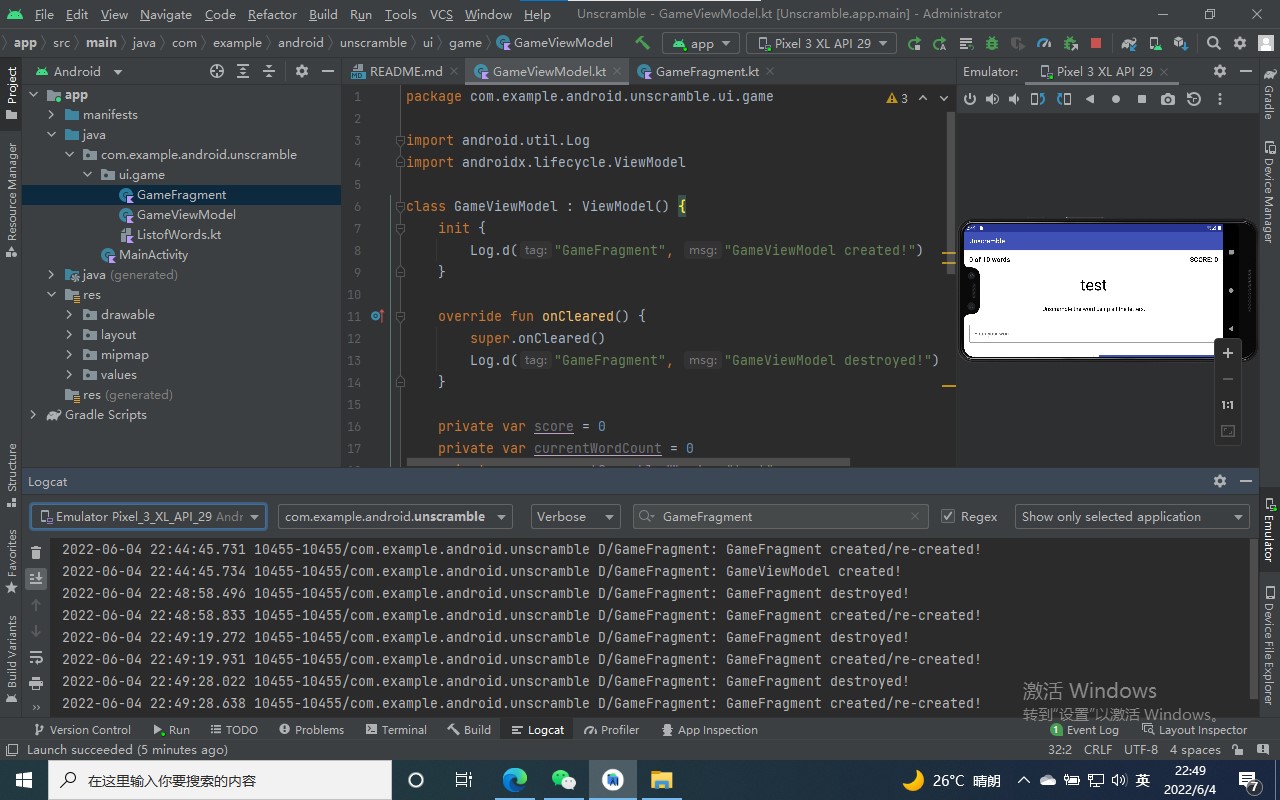 File Edit View Navigate Code Refactor Build Run Tools VCS Window Help Unscramble - GameViewModel.kt [Unscramble.app.main] - Administrator
app src main java com example android unscramble ui game GameViewModel app Pixel 3 XL API 29
Project
Resource Manager
Structure
Favorites
Build Variants
Android
app
manifests
java
com.example.android.unscramble
ui.game
GameFragment
GameViewModel
ListofWords.kt
MainActivity
java (generated)
res
drawable
layout
mipmap
values
res (generated)
Gradle Scripts
README.md GameViewModel.kt GameFragment.kt
3
1 package com.example.android.unscramble.ui.game
2
3 import android.util.Log
4 import androidx.lifecycle.ViewModel
5
6 class GameViewModel : ViewModel() {
7 init {
8 Log.d( tag: "GameFragment", msg: "GameViewModel created!")
9 }
10
11 override fun onCleared() {
12 super.onCleared()
13 Log.d( tag: "GameFragment", msg: "GameViewModel destroyed!")
14 }
15
16 private var score = 0
17 private var currentWordCount = 0
Emulator: Pixel 3 XL API 29
Unscramble
0 of 10 words SCORE: 0
test
Unscramble the word using all the letters.
1:1
Gradle
Device Manager
Emulator
Device File Explorer
Logcat
Emulator Pixel_3_XL_API_29 Andr com.example.android.unscramble Verbose GameFragment Regex Show only selected application
2022-06-04 22:44:45.731 10455-10455/com.example.android.unscramble D/GameFragment: GameFragment created/re-created!
2022-06-04 22:44:45.734 10455-10455/com.example.android.unscramble D/GameFragment: GameViewModel created!
2022-06-04 22:48:58.496 10455-10455/com.example.android.unscramble D/GameFragment: GameFragment destroyed!
2022-06-04 22:48:58.833 10455-10455/com.example.android.unscramble D/GameFragment: GameFragment created/re-created!
2022-06-04 22:49:19.272 10455-10455/com.example.android.unscramble D/GameFragment: GameFragment destroyed!
2022-06-04 22:49:19.931 10455-10455/com.example.android.unscramble D/GameFragment: GameFragment created/re-created!
2022-06-04 22:49:28.022 10455-10455/com.example.android.unscramble D/GameFragment: GameFragment destroyed!
2022-06-04 22:49:28.638 10455-10455/com.example.android.unscramble D/GameFragment: GameFragment created/re-created!
激活 Windows
转到"设置"以激活 Windows。
Version Control Run TODO Problems Terminal Build Logcat Profiler App Inspection 1 Event Log Layout Inspector
Launch succeeded (5 minutes ago) 32:2 CRLF UTF-8 4 spaces
在这里输入你要搜索的内容 26°C 晴朗 英 22:49
2022/6/4 7